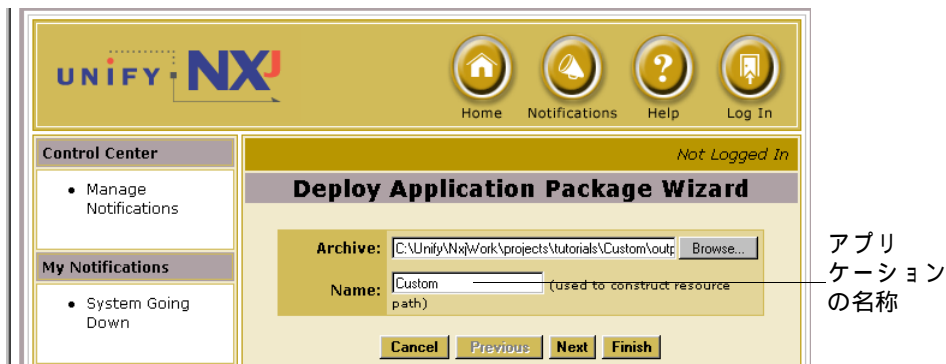 UNIFY NXJ
Home Notifications Help Log In
Control Center
• Manage
Notifications
My Notifications
• System Going
Down
Not Logged In
Deploy Application Package Wizard
Archive: C:\Unify\NxjWork\projects\tutorials\Custom\outp Browse...
Name: Custom (used to construct resource
path)
Cancel Previous Next Finish
アプリ
ケーション
の名称